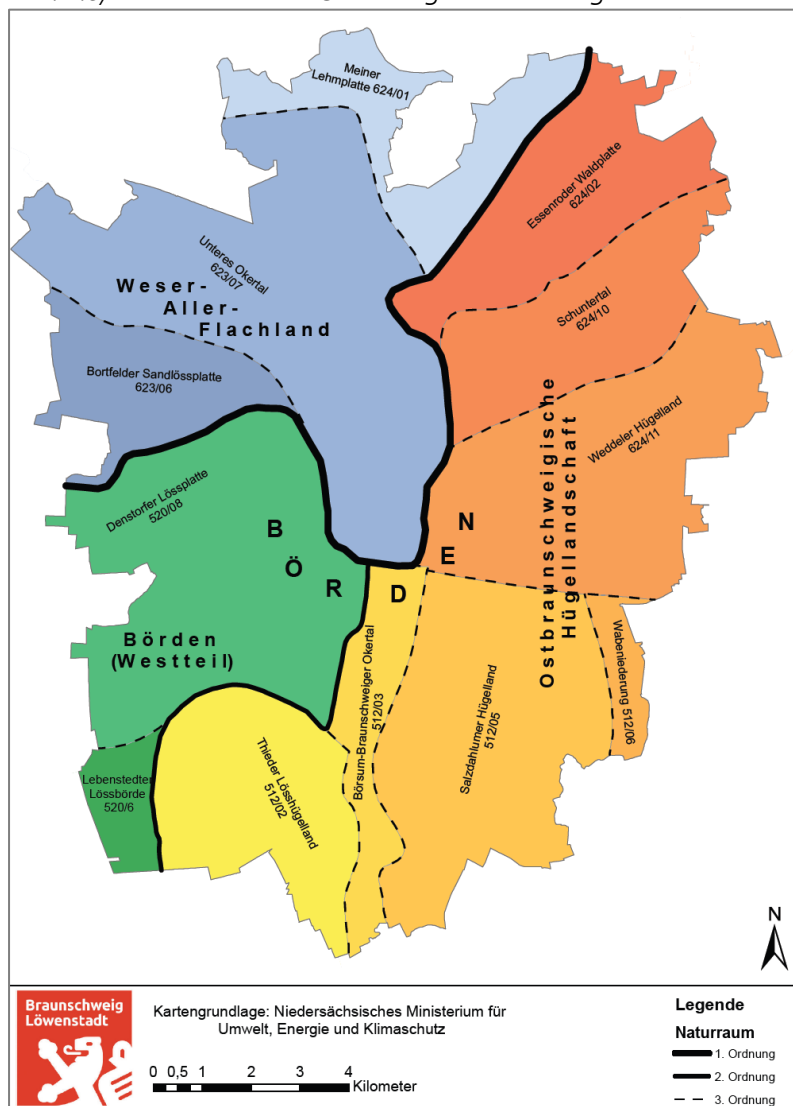 Meiner
Lehmplatte 624/01
Essenroder Waldplatte
624/02
Unteres Okertal
623/07
Weser-
Aller-
Flachland
Schuntertal
624/10
Bortfelder Sandlössplatte
623/06
Weddeler Hügelland
624/11
Ostbraunschweigische
Hügellandschaft
Denstorfer Lössplatte
520/08
BÖRDEN
Börden
(Westteil)
Börsum-Braunschweiger Okertal
512/03
Salzdahlumer Hügelland
512/05
Wabeniederung 512/06
Thieder Lösshügelland
512/02
Lebenstedter
Lössbörde
520/6
N
Braunschweig
Löwenstadt
Kartengrundlage: Niedersächsisches Ministerium für
Umwelt, Energie und Klimaschutz
0 0,5 1 2 3 4
Kilometer
Legende
Naturraum
1. Ordnung
2. Ordnung
3. Ordnung